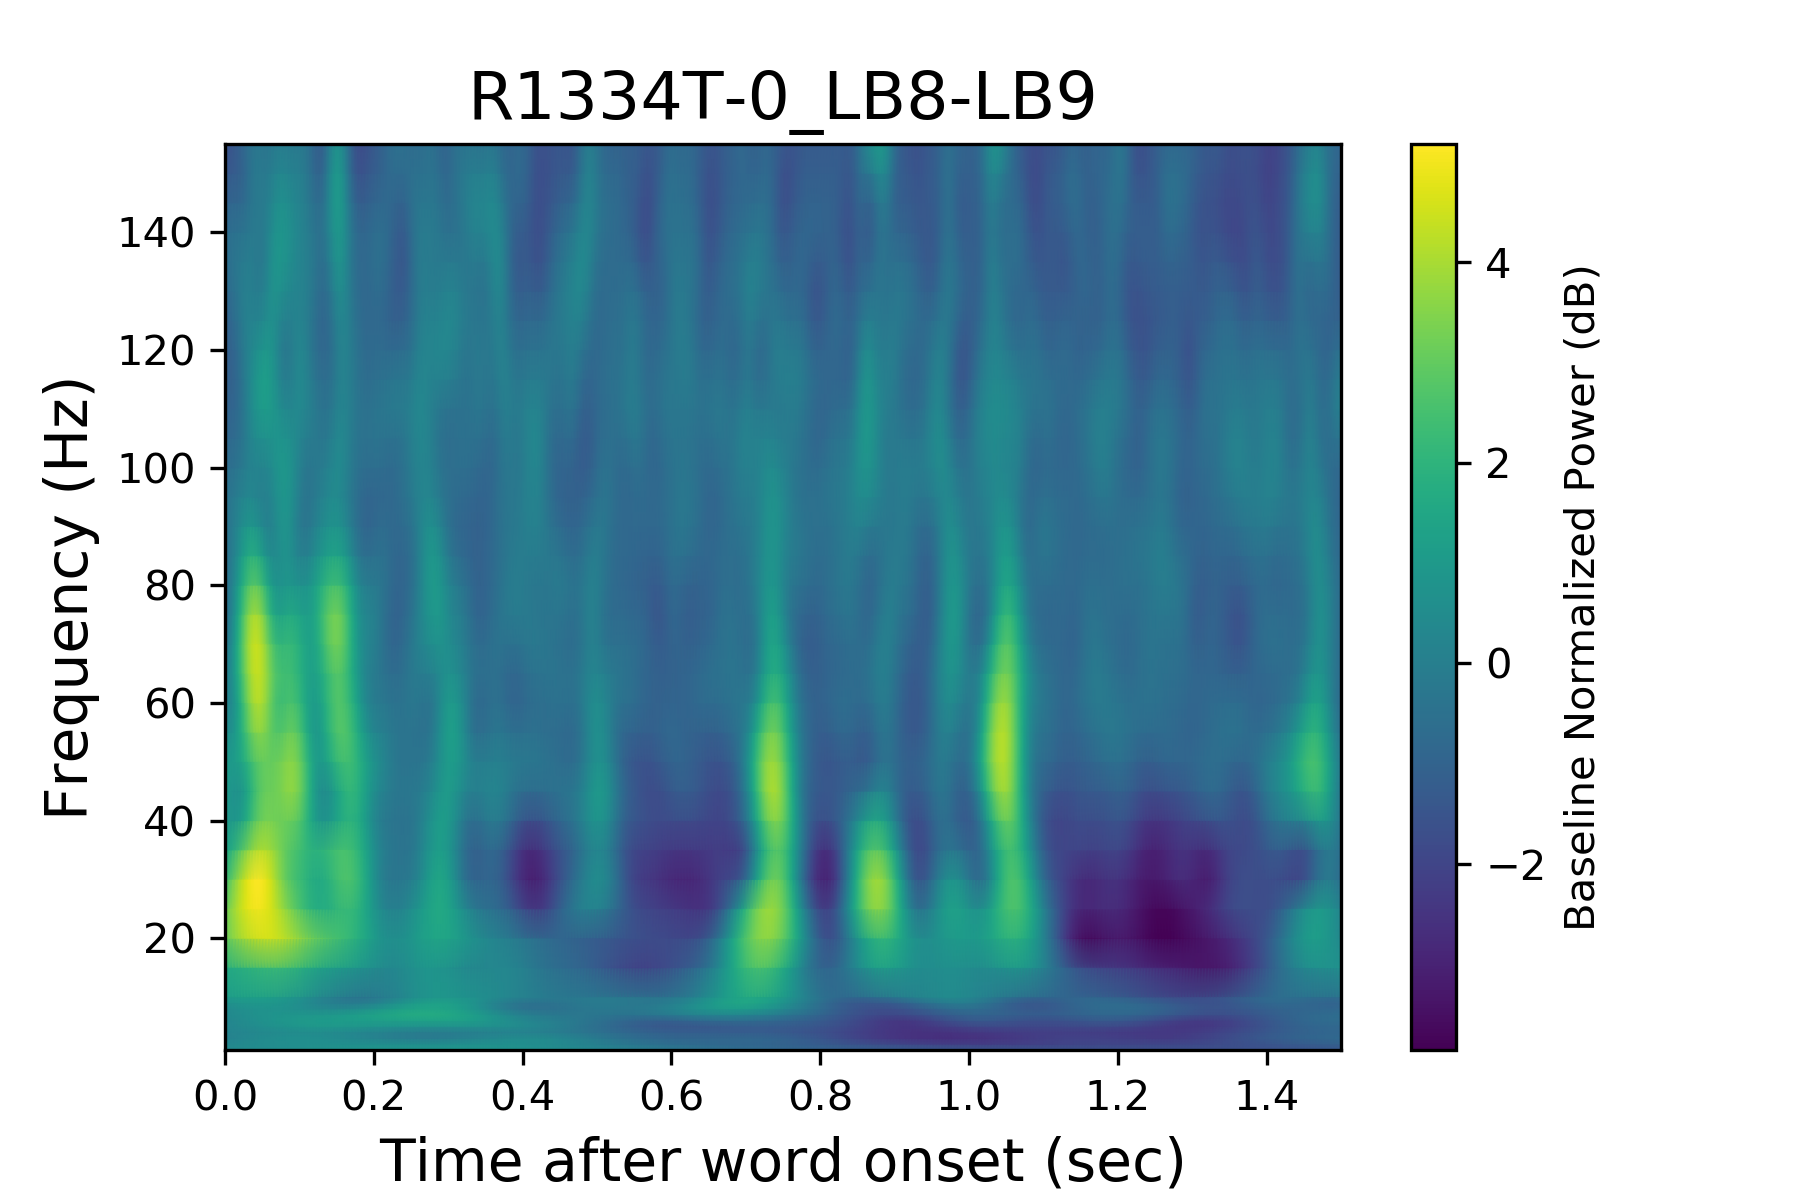 R1334T-0_LB8-LB9
140
120
100
80
60
40
20
Frequency (Hz)
0.0 0.2 0.4 0.6 0.8 1.0 1.2 1.4
Time after word onset (sec)
4
2
0
−2
Baseline Normalized Power (dB)